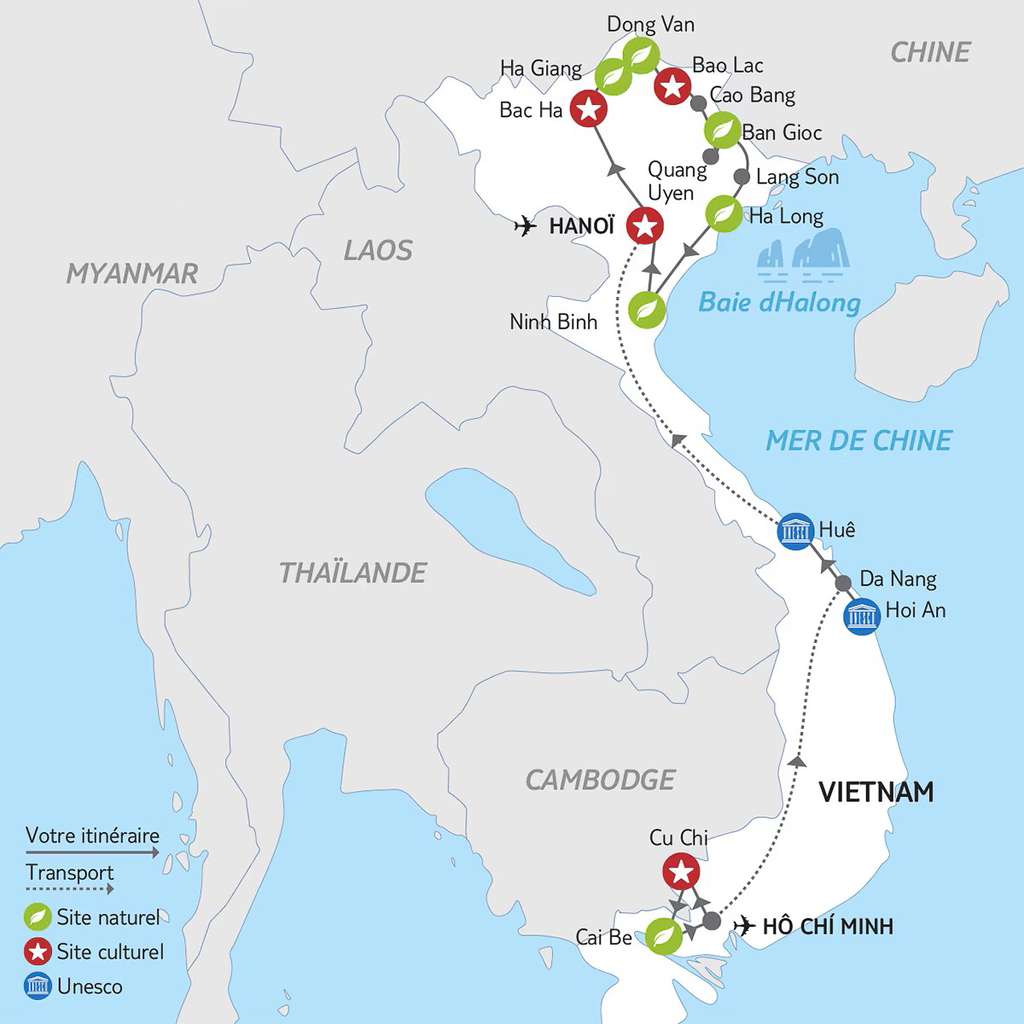 Dong Van
CHINE
Ha Giang
Bao Lac
Bac Ha
Cao Bang
Ban Gioc
Quang
Uyen
Lang Son
HANOÏ
Ha Long
LAOS
MYANMAR
Baie dHalong
Ninh Binh
MER DE CHINE
Huê
THAÏLANDE
Da Nang
Hoi An
CAMBODGE
VIETNAM
Votre itinéraire
Cu Chi
Transport
Site naturel
HÔ CHÍ MINH
Cai Be
Site culturel
Unesco